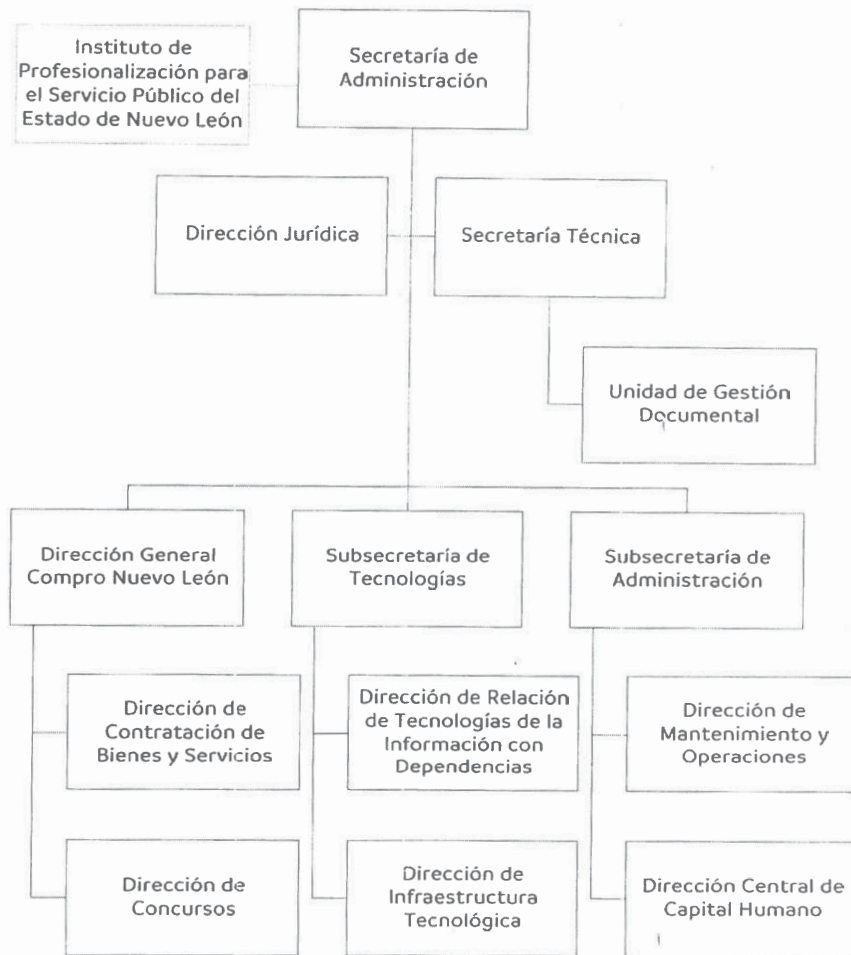 Instituto de
Profesionalización para
el Servicio Público del
Estado de Nuevo León
Secretaría de
Administración
Dirección Jurídica
Secretaría Técnica
Unidad de Gestión
Documental
Dirección General
Compro Nuevo León
Subsecretaría de
Tecnologías
Subsecretaría de
Administración
Dirección de
Contratación de
Bienes y Servicios
Dirección de Relación
de Tecnologías de la
Información con
Dependencias
Dirección de
Mantenimiento y
Operaciones
Dirección de
Concursos
Dirección de
Infraestructura
Tecnológica
Dirección Central de
Capital Humano